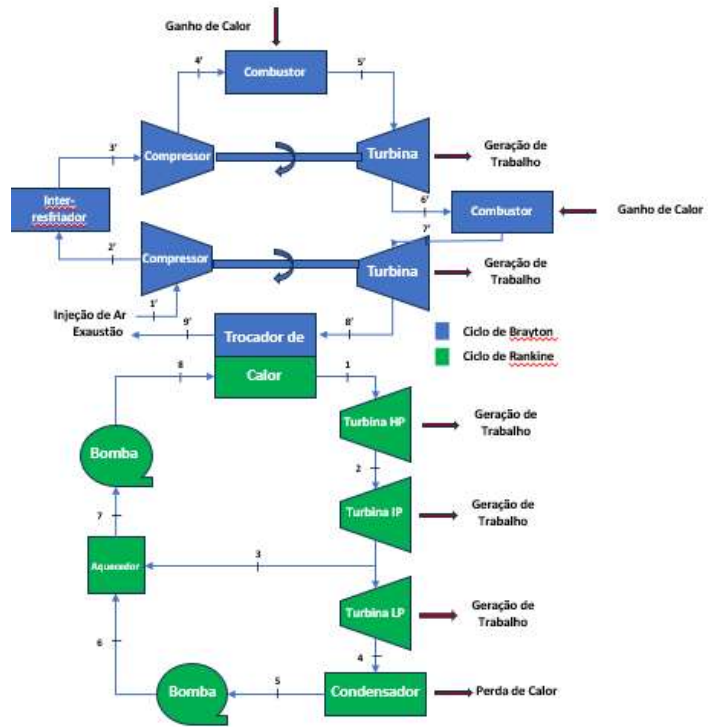 Ganho de Calor
4'
Combustor
5'
3'
Compressor
Turbina
Geração de
Trabalho
Inter-
resfriador
6'
Combustor
Ganho de Calor
7'
2'
Compressor
Turbina
Geração de
Trabalho
1'
Injeção de Ar
Exaustão
9'
8'
Trocador de
Calor
Ciclo de Brayton
Ciclo de Rankine
8
1
Turbina HP
Geração de
Trabalho
Bomba
2
7
Turbina IP
Geração de
Trabalho
Aquecedor
3
Turbina LP
Geração de
Trabalho
6
4
Bomba
5
Condensador
Perda de Calor